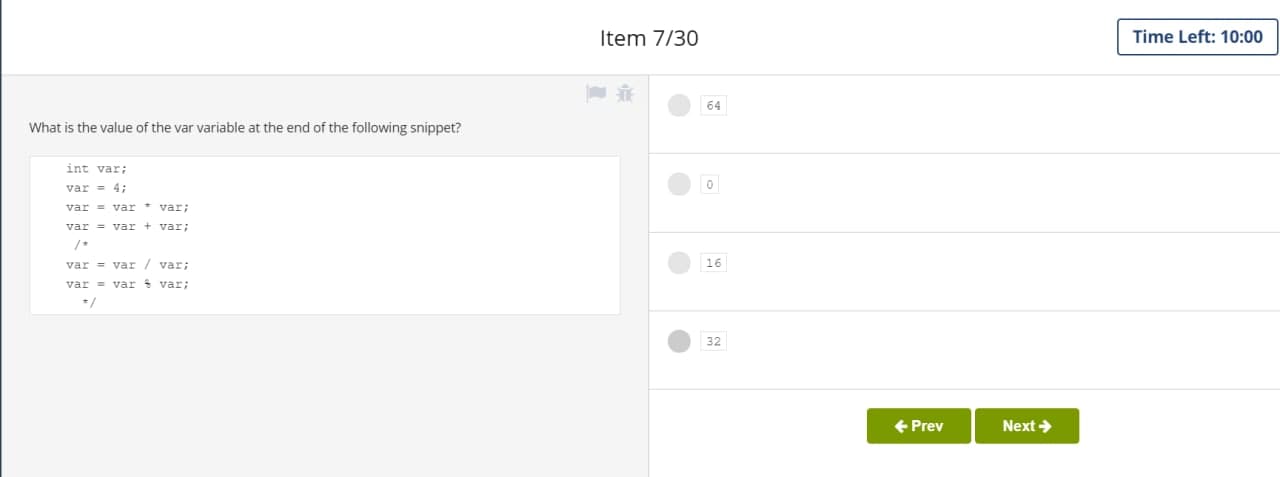 Item 7/30
Time Left: 10:00
What is the value of the var variable at the end of the following snippet?
int var;
var = 4;
var = var * var;
var = var + var;
/*
var = var / var;
var = var % var;
*/
64
0
16
32
Prev
Next